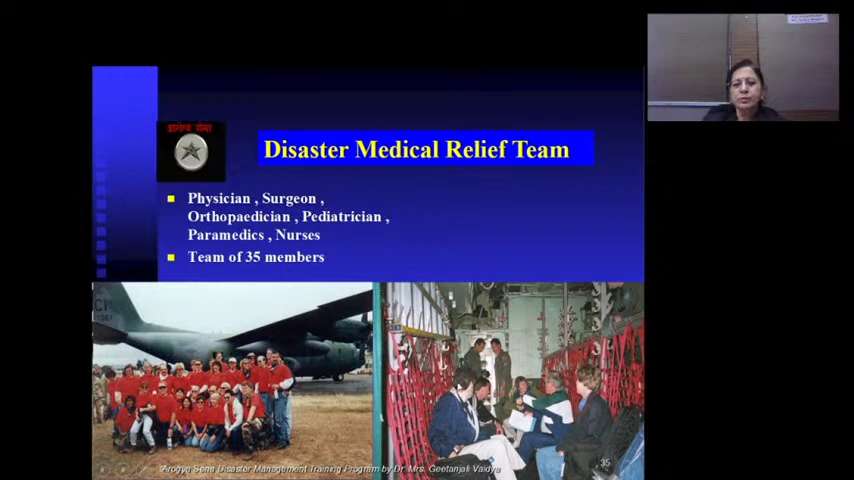 आरोग्य सेना
Disaster Medical Relief Team
Physician , Surgeon ,
Orthopaedician , Pediatrician ,
Paramedics , Nurses
Team of 35 members
Arogya Sena Disaster Management Training Program by Dr. Mrs. Geetanjali Vaidya
35